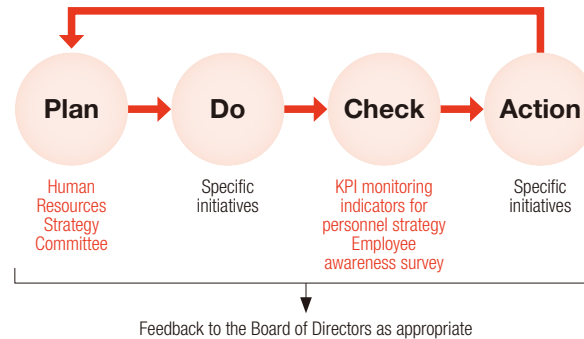 Plan
Do
Check
Action
Human
Resources
Strategy
Committee
Specific
initiatives
KPI monitoring
indicators for
personnel strategy
Employee
awareness survey
Specific
initiatives
Feedback to the Board of Directors as appropriate